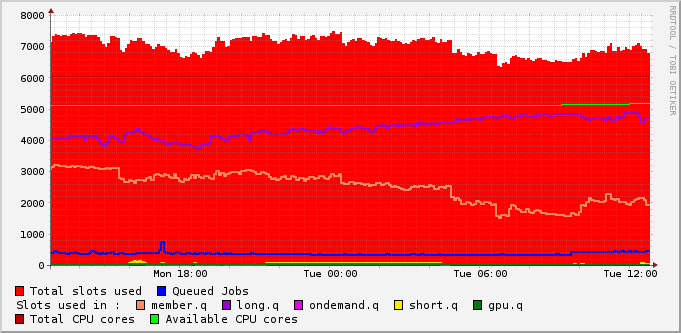 8000
7000
6000
5000
4000
3000
2000
1000
0
Mon 18:00 Tue 00:00 Tue 06:00 Tue 12:00
Total slots used Queued Jobs
Slots used in : member.q long.q ondemand.q short.q gpu.q
Total CPU cores Available CPU cores
RRDTOOL / TOBI OETIKER